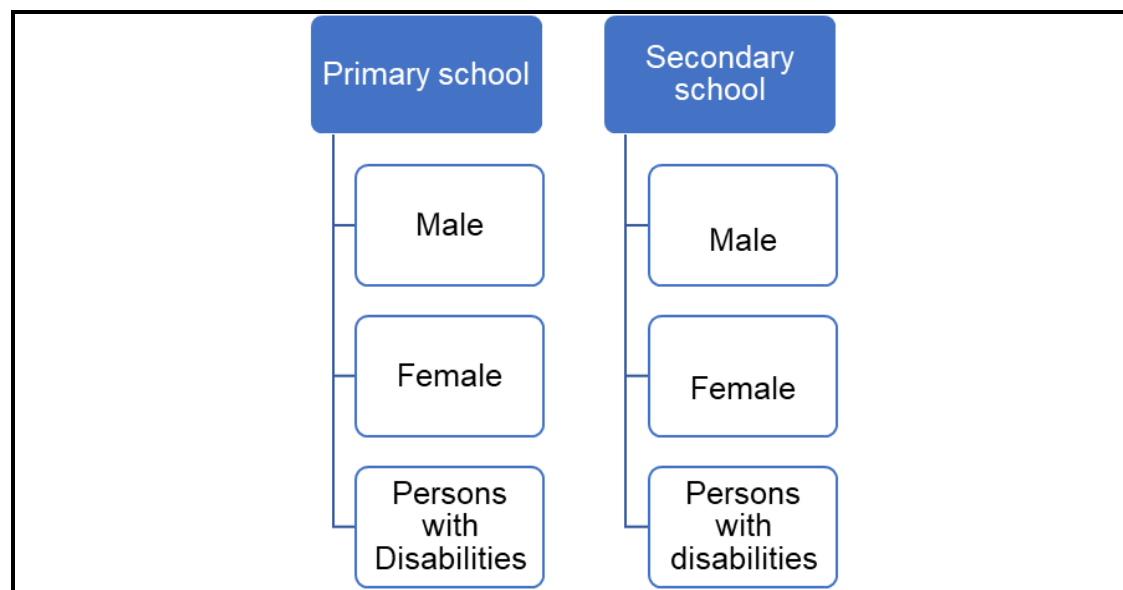 Primary school
Male
Female
Persons
with
Disabilities
Secondary
school
Male
Female
Persons
with
disabilities